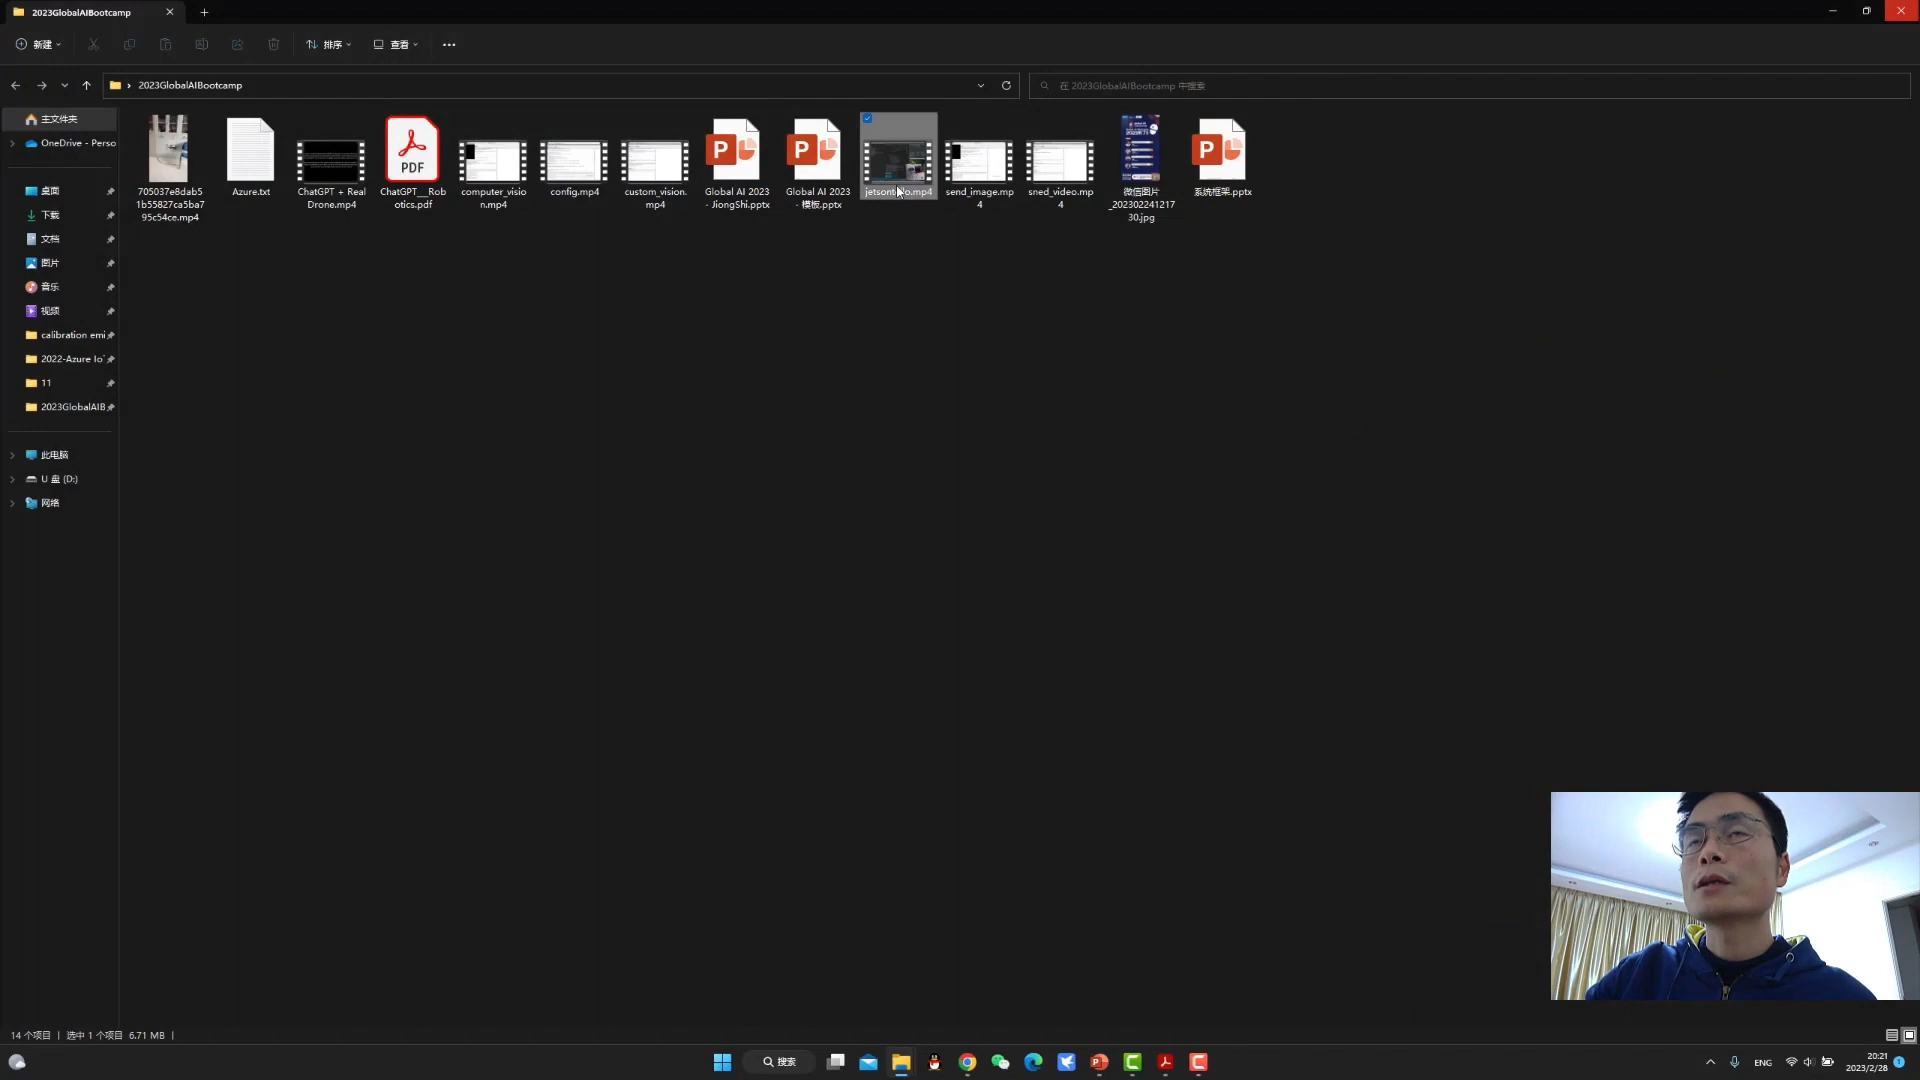 2023GlobalAIBootcamp
新建
排序
查看
2023GlobalAIBootcamp
在 2023GlobalAIBootcamp 中搜索
主文件夹
OneDrive - Perso
桌面
下载
文档
图片
音乐
视频
calibration emi
2022-Azure Io
11
2023GlobalAIB
此电脑
U 盘 (D:)
网络
705037e8dab5
1b55827ca5ba7
95c54ce.mp4
Azure.txt
ChatGPT + Real
Drone.mp4
PDF
ChatGPT__Rob
otics.pdf
computer_visio
n.mp4
config.mp4
custom_vision.
mp4
P
Global AI 2023
- JiongShi.pptx
P
Global AI 2023
- 模板.pptx
send_image.mp
4
sned_video.mp
4
微信图片
_202302241217
30.jpg
P
系统框架.pptx
14 个项目
选中 1 个项目 6.71 MB
搜索
ENG
20:21
2023/2/28